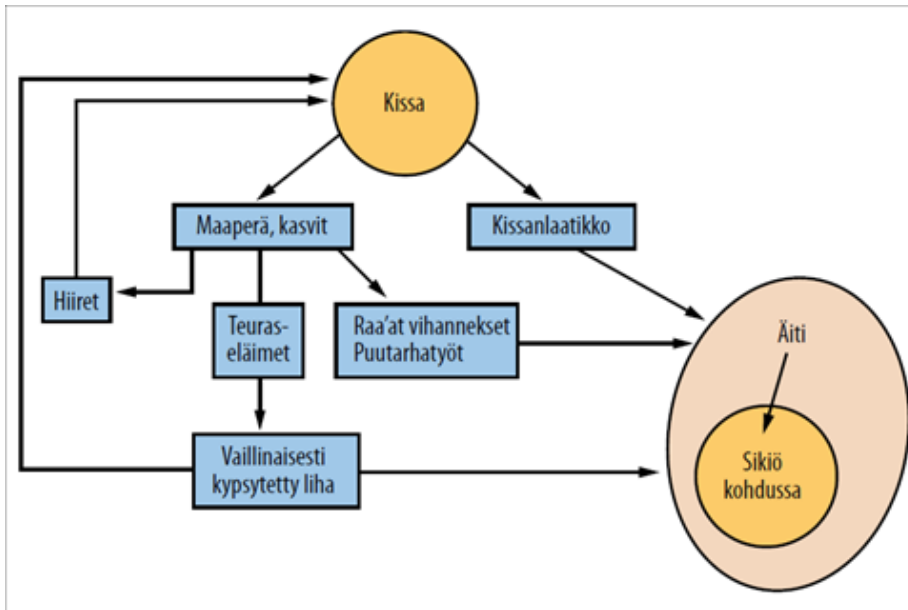 Kissa
Maaperä, kasvit
Kissanlaatikko
Hiiret
Teuras-
eläimet
Raa'at vihannekset
Puutarhatyöt
Äiti
Vaillinaisesti
kypsytetty liha
Sikiö
kohdussa